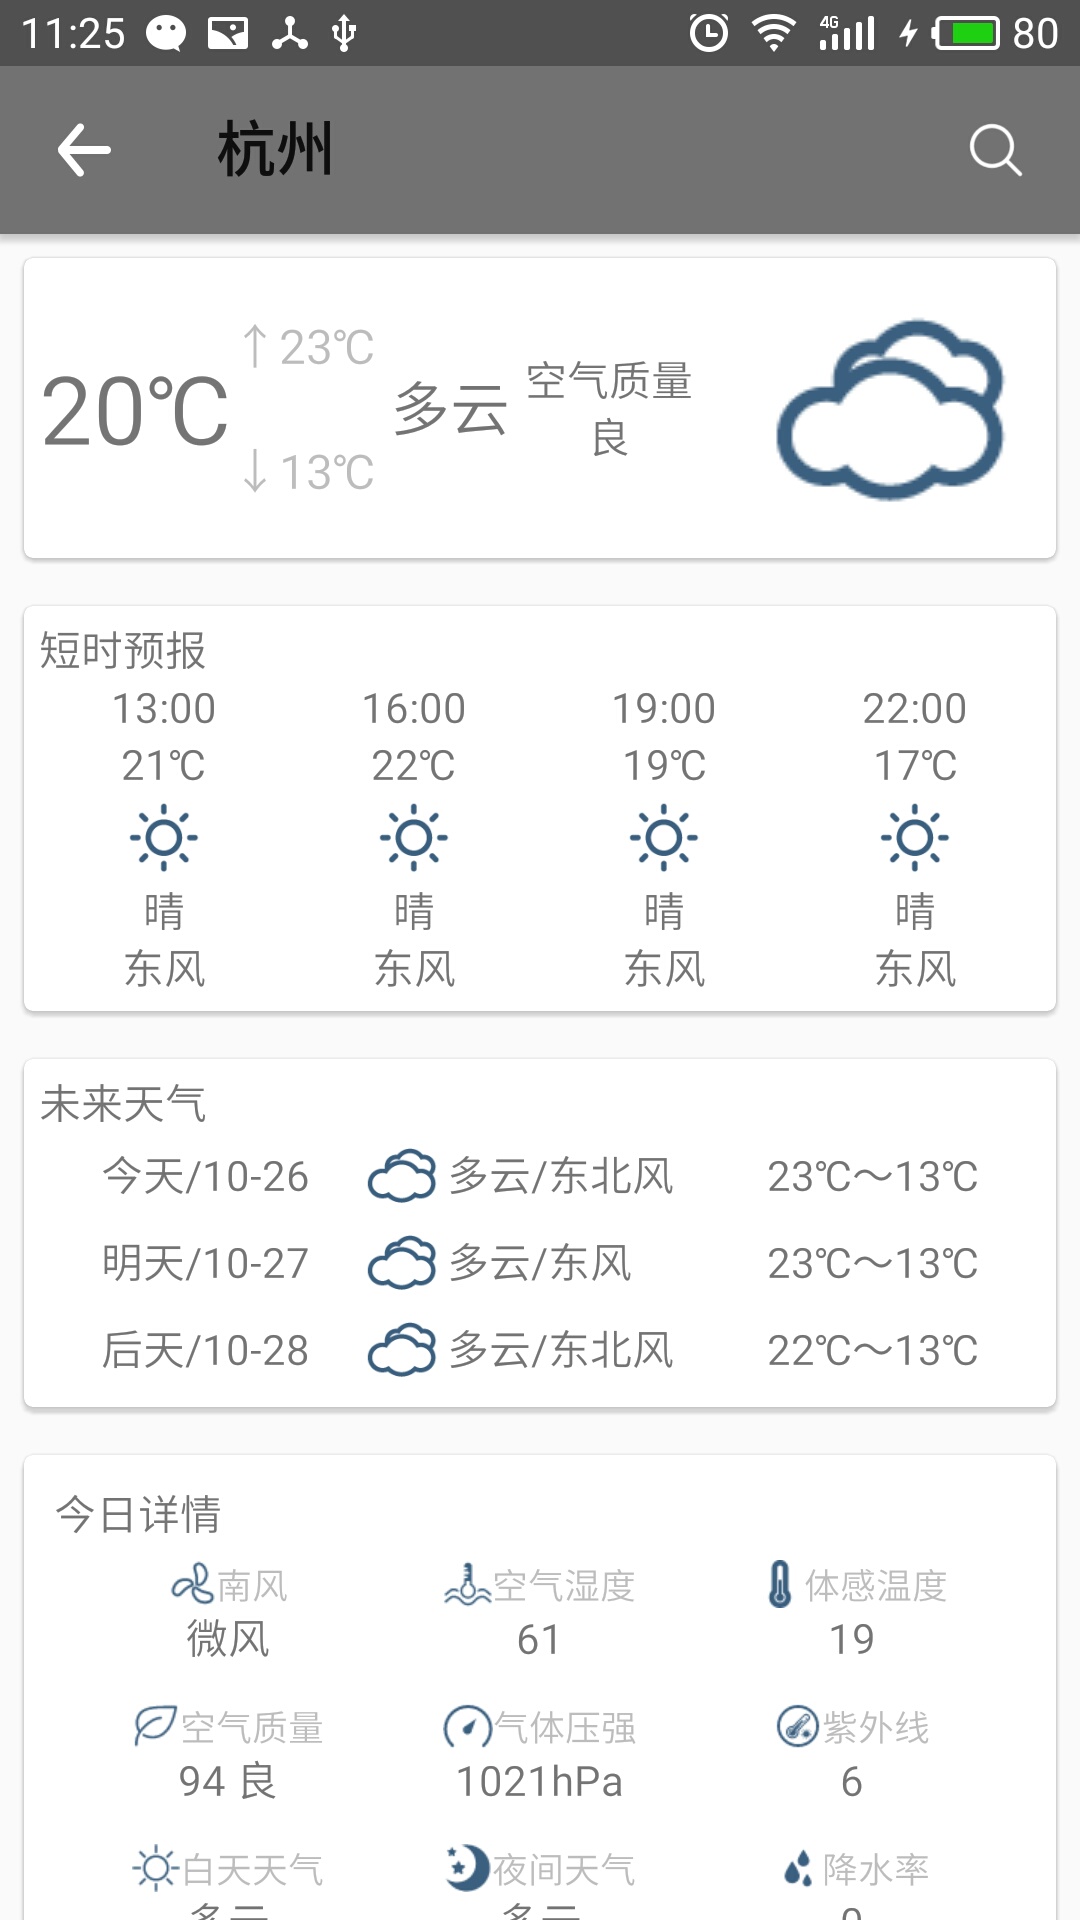 11:25 4G 80
杭州
↑23℃
20℃ 多云 空气质量
良
↓13℃
短时预报
13:00 16:00 19:00 22:00
21℃ 22℃ 19℃ 17℃
晴 晴 晴 晴
东风 东风 东风 东风
未来天气
今天/10-26 多云/东北风 23℃～13℃
明天/10-27 多云/东风 23℃～13℃
后天/10-28 多云/东北风 22℃～13℃
今日详情
南风 空气湿度 体感温度
微风 61 19
空气质量 气体压强 紫外线
94 良 1021hPa 6
白天天气 夜间天气 降水率
多云 多云 0